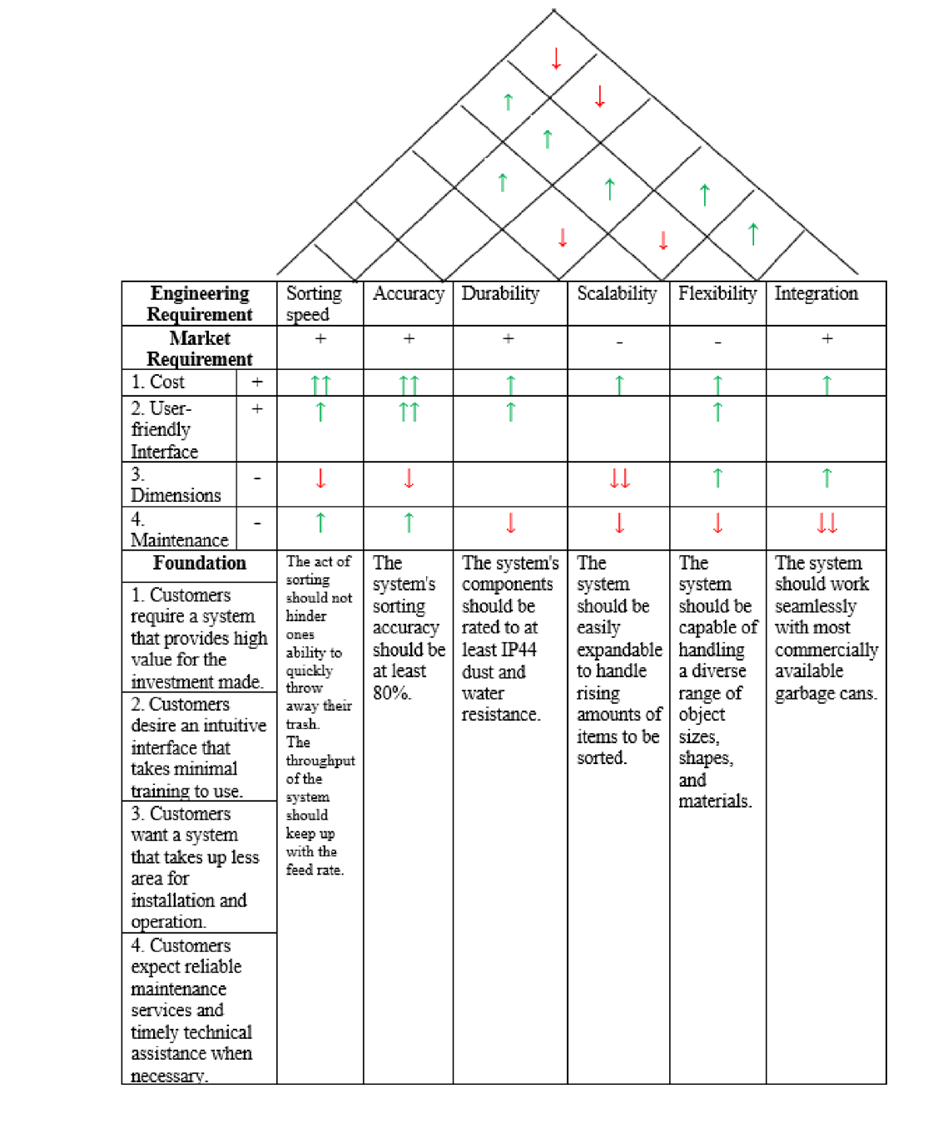 Engineering Requirement
Sorting speed
Accuracy
Durability
Scalability
Flexibility
Integration
Market Requirement
+ + + - - +
1. Cost + ↑↑ ↑↑ ↑ ↑ ↑ ↑
2. User-friendly Interface + ↑ ↑↑ ↑ ↑
3. Dimensions - ↓ ↓ ↓↓ ↑ ↑
4. Maintenance - ↑ ↑ ↓ ↓ ↓ ↓↓
Foundation
1. Customers
require a system
that provides high
value for the
investment made.
2. Customers
desire an intuitive
interface that
takes minimal
training to use.
3. Customers
want a system
that takes up less
area for
installation and
operation.
4. Customers
expect reliable
maintenance
services and
timely technical
assistance when
necessary.
The act of
sorting
should not
hinder
ones
ability to
quickly
throw
away their
trash.
The
throughput
of the
system
should
keep up
with the
feed rate.
The
system's
sorting
accuracy
should be
at least
80%.
The system's
components
should be
rated to at
least IP44
dust and
water
resistance.
The
system
should be
easily
expandable
to handle
rising
amounts of
items to be
sorted.
The
system
should be
capable of
handling
a diverse
range of
object
sizes,
shapes,
and
materials.
The system
should work
seamlessly
with most
commercially
available
garbage cans.